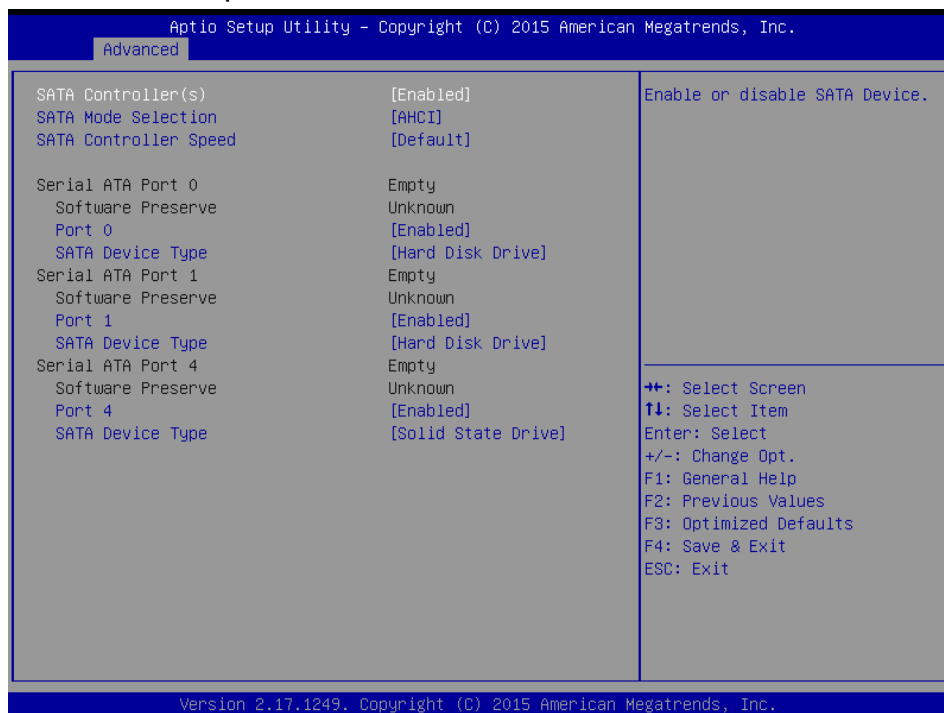 Aptio Setup Utility – Copyright (C) 2015 American Megatrends, Inc.
Advanced
SATA Controller(s) [Enabled]
SATA Mode Selection [AHCI]
SATA Controller Speed [Default]
Serial ATA Port 0 Empty
Software Preserve Unknown
Port 0 [Enabled]
SATA Device Type [Hard Disk Drive]
Serial ATA Port 1 Empty
Software Preserve Unknown
Port 1 [Enabled]
SATA Device Type [Hard Disk Drive]
Serial ATA Port 4 Empty
Software Preserve Unknown
Port 4 [Enabled]
SATA Device Type [Solid State Drive]
Enable or disable SATA Device.
→←: Select Screen
↑↓: Select Item
Enter: Select
+/-: Change Opt.
F1: General Help
F2: Previous Values
F3: Optimized Defaults
F4: Save & Exit
ESC: Exit
Version 2.17.1249. Copyright (C) 2015 American Megatrends, Inc.